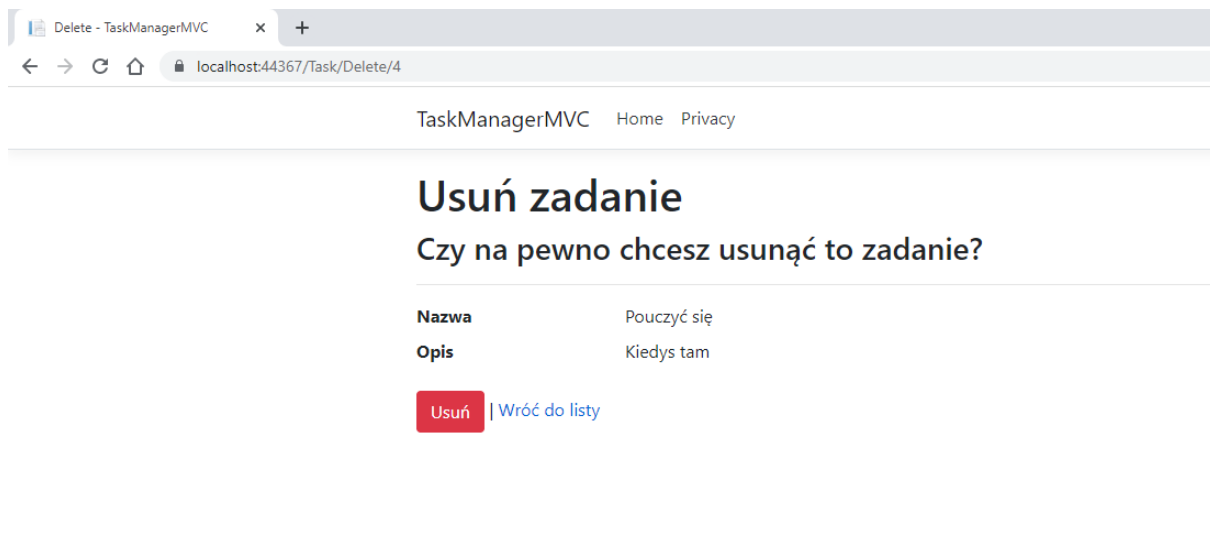 Delete - TaskManagerMVC
localhost:44367/Task/Delete/4
TaskManagerMVC Home Privacy
Usuń zadanie
Czy na pewno chcesz usunąć to zadanie?
Nazwa Pouczyć się
Opis Kiedys tam
Usuń | Wróć do listy